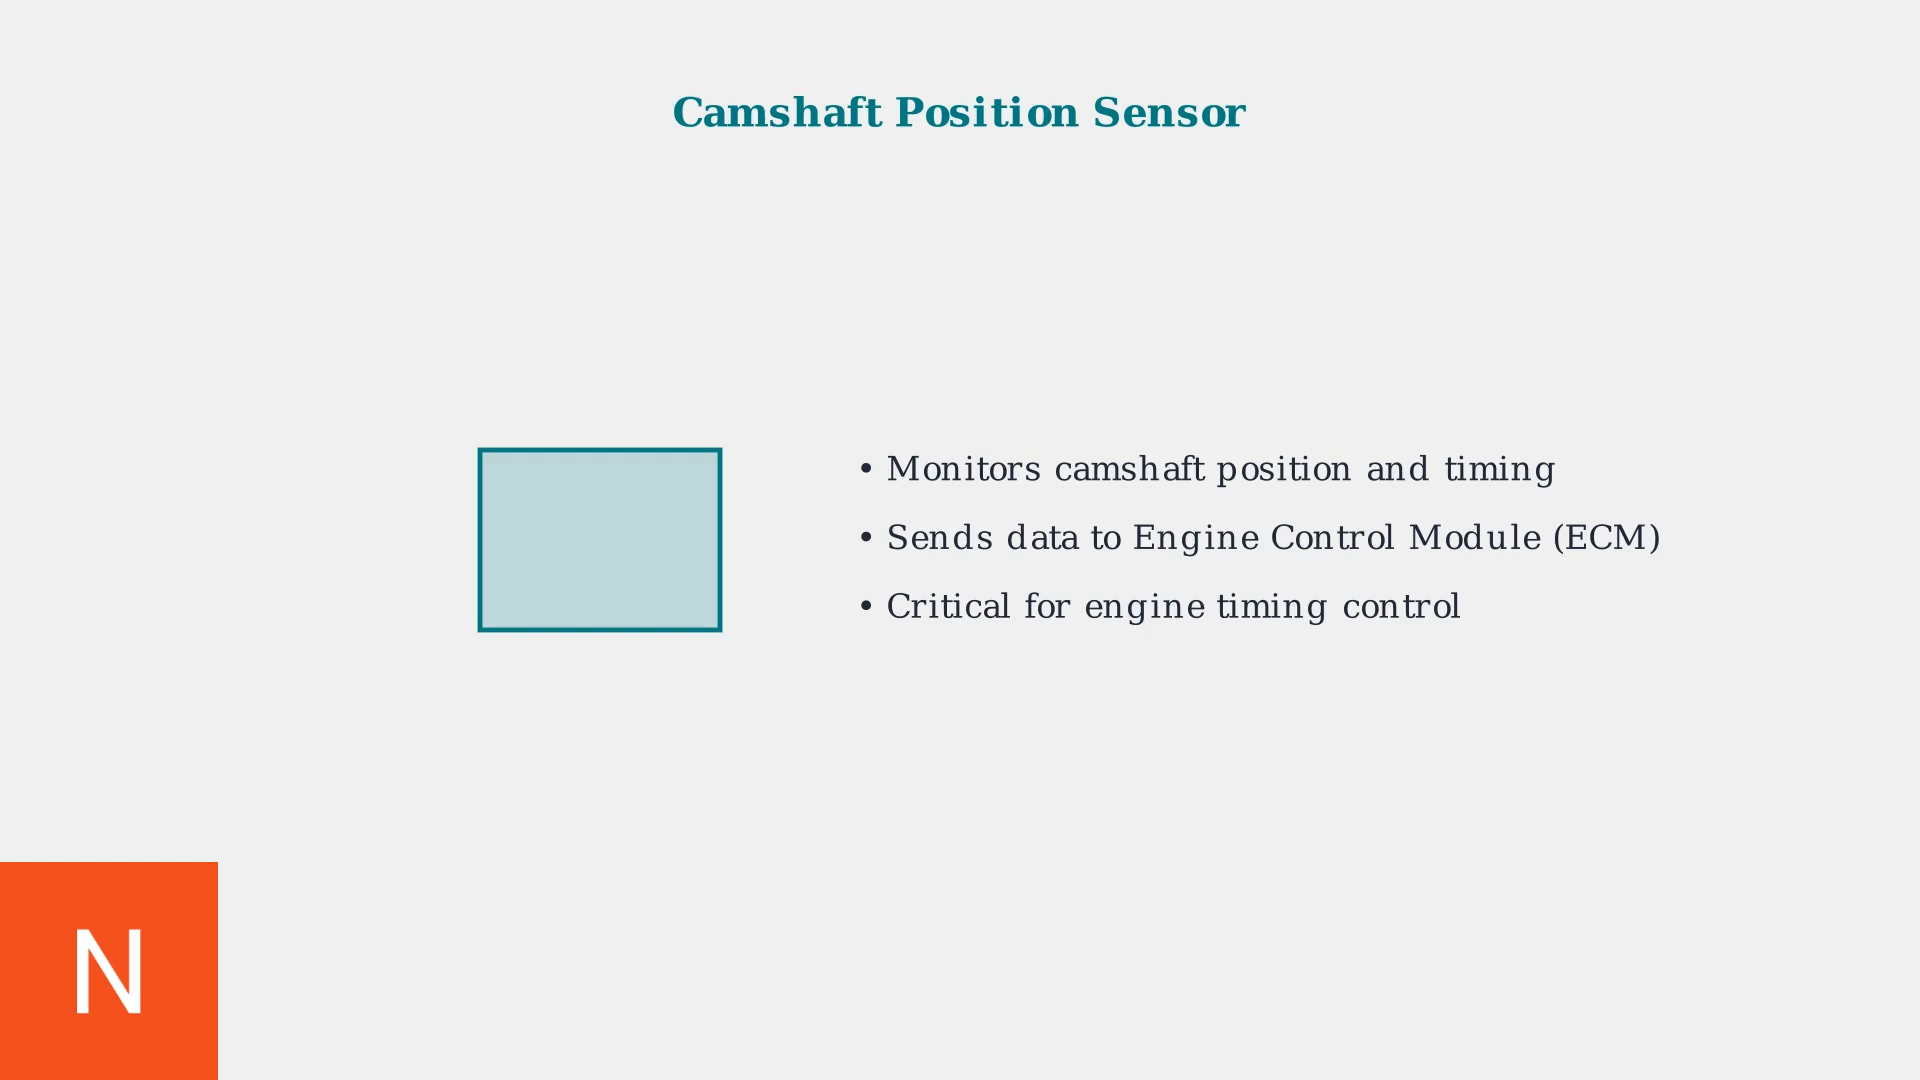 Camshaft Position Sensor
• Monitors camshaft position and timing
• Sends data to Engine Control Module (ECM)
• Critical for engine timing control
N